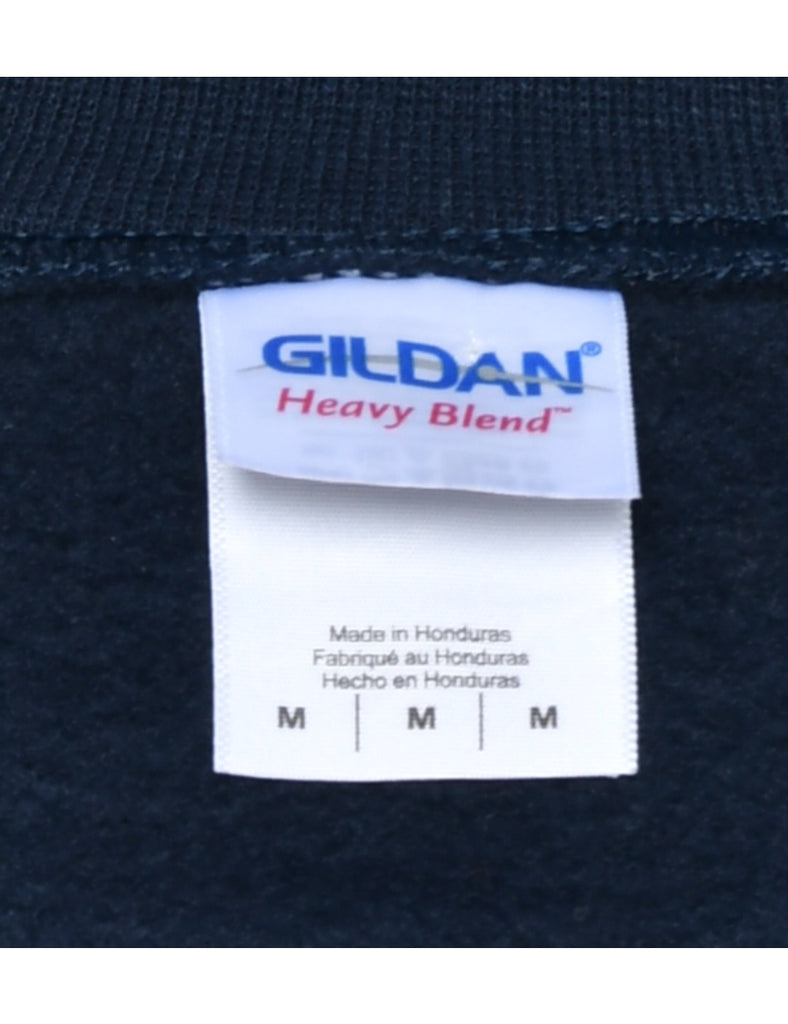 GILDAN®
Heavy Blend™
Made in Honduras
Fabriqué au Honduras
Hecho en Honduras
M | M | M